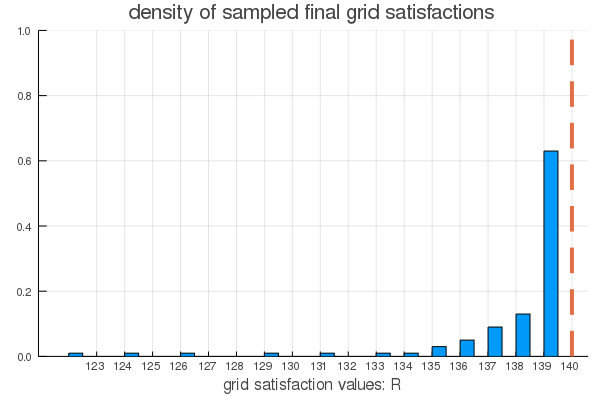 density of sampled final grid satisfactions
1.0
0.8
0.6
0.4
0.2
0.0
123 124 125 126 127 128 129 130 131 132 133 134 135 136 137 138 139 140
grid satisfaction values: R